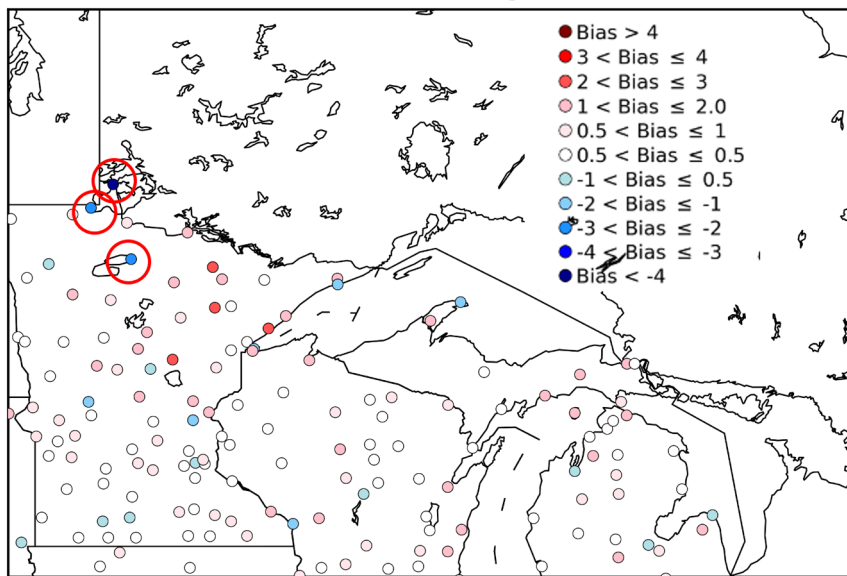 Bias > 4
3 < Bias ≤ 4
2 < Bias ≤ 3
1 < Bias ≤ 2.0
0.5 < Bias ≤ 1
0.5 < Bias ≤ 0.5
-1 < Bias ≤ 0.5
-2 < Bias ≤ -1
-3 < Bias ≤ -2
-4 < Bias ≤ -3
Bias < -4